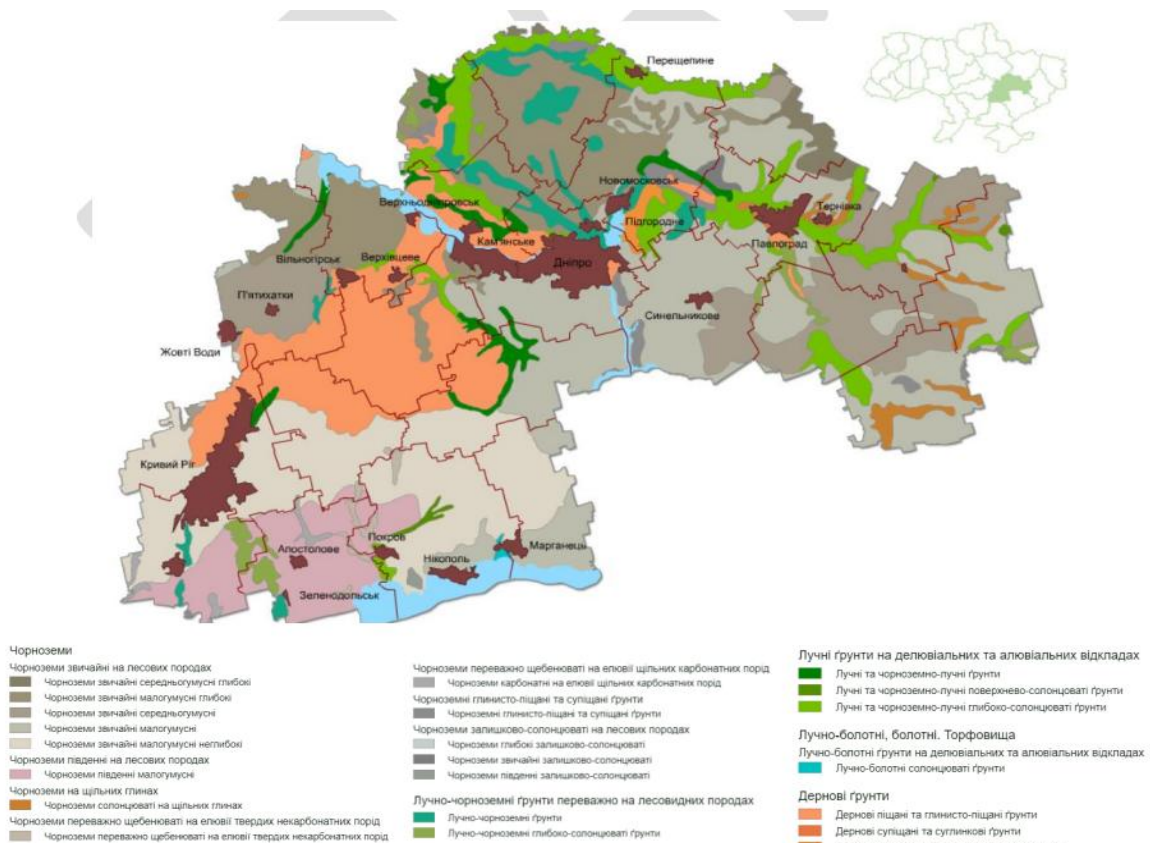 Перещепине
Новомосковськ
Верхньодніпровськ
Підгородне
Тернівка
Кам'янське
Павлоград
Вільногірськ
Верхівцеве
Дніпро
П'ятихатки
Синельникове
Жовті Води
Кривий Ріг
Покров
Марганець
Апостолове
Нікополь
Зеленодольськ
Чорноземи
Чорноземи звичайні на лесових породах
Чорноземи звичайні середньогумусні глибокі
Чорноземи звичайні малогумусні глибокі
Чорноземи звичайні середньогумусні
Чорноземи звичайні малогумусні
Чорноземи звичайні малогумусні неглибокі
Чорноземи південні на лесових породах
Чорноземи південні малогумусні
Чорноземи на щільних глинах
Чорноземи солонцюваті на щільних глинах
Чорноземи переважно щебенюваті на елювії твердих некарбонатних порід
Чорноземи переважно щебенюваті на елювії твердих некарбонатних порід
Чорноземи переважно щебенюваті на елювії щільних карбонатних порід
Чорноземи карбонатні на елювії щільних карбонатних порід
Чорноземні глинисто-піщані та супіщані ґрунти
Чорноземні глинисто-піщані та супіщані ґрунти
Чорноземи залишково-солонцюваті на лесових породах
Чорноземи глибокі залишково-солонцюваті
Чорноземи звичайні залишково-солонцюваті
Чорноземи південні залишково-солонцюваті
Лучно-чорноземні ґрунти переважно на лесовидних породах
Лучно-чорноземні ґрунти
Лучно-чорноземні глибоко-солонцюваті ґрунти
Лучні ґрунти на делювіальних та алювіальних відкладах
Лучні та чорноземно-лучні ґрунти
Лучні та чорноземно-лучні поверхнево-солонцюваті ґрунти
Лучні та чорноземно-лучні глибоко-солонцюваті ґрунти
Лучно-болотні, болотні. Торфовища
Лучно-болотні ґрунти на делювіальних та алювіальних відкладах
Лучно-болотні солонцюваті ґрунти
Дернові ґрунти
Дернові піщані та глинисто-піщані ґрунти
Дернові супіщані та суглинкові ґрунти